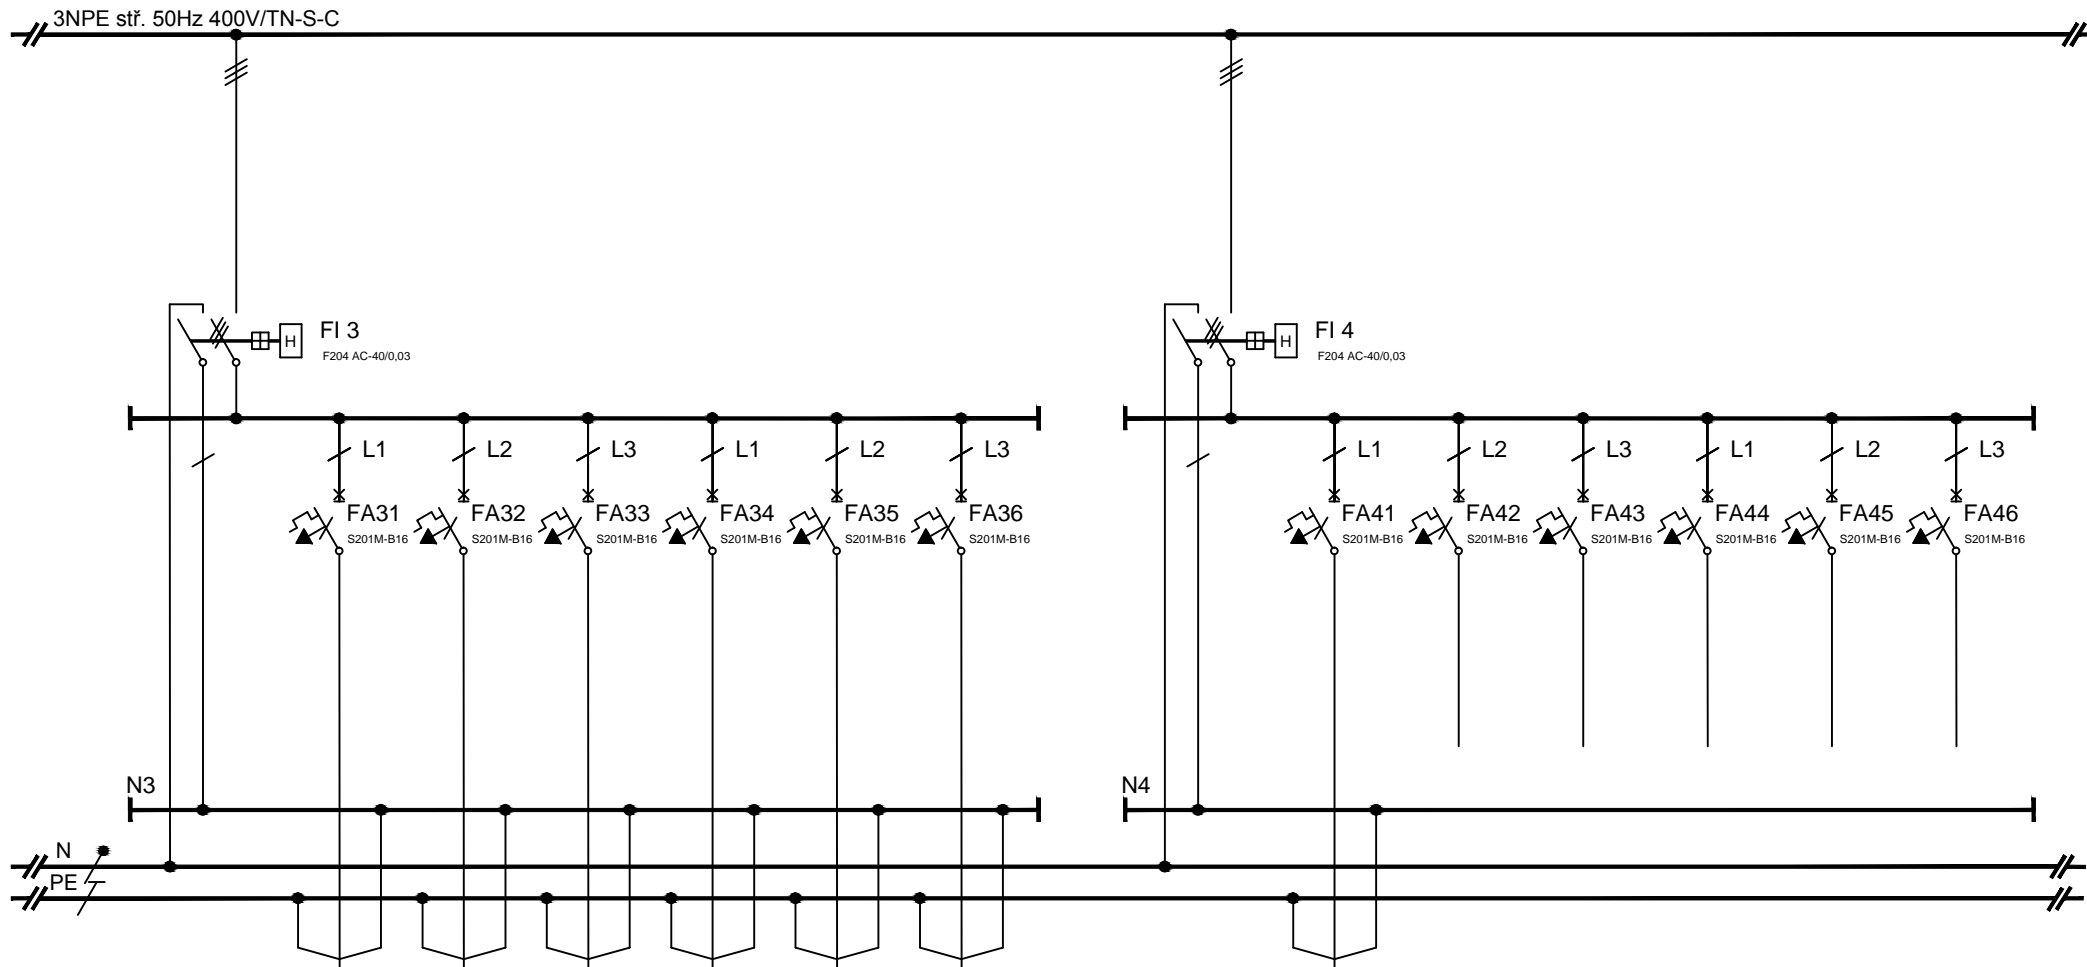 3NPE stř. 50Hz 400V/TN-S-C
H
FI 3
F204 AC-40/0,03
H
FI 4
F204 AC-40/0,03
L1 L2 L3 L1 L2 L3
L1 L2 L3 L1 L2 L3
FA31 FA32 FA33 FA34 FA35 FA36
S201M-B16 S201M-B16 S201M-B16 S201M-B16 S201M-B16 S201M-B16
FA41 FA42 FA43 FA44 FA45 FA46
S201M-B16 S201M-B16 S201M-B16 S201M-B16 S201M-B16 S201M-B16
N3
N4
N
PE